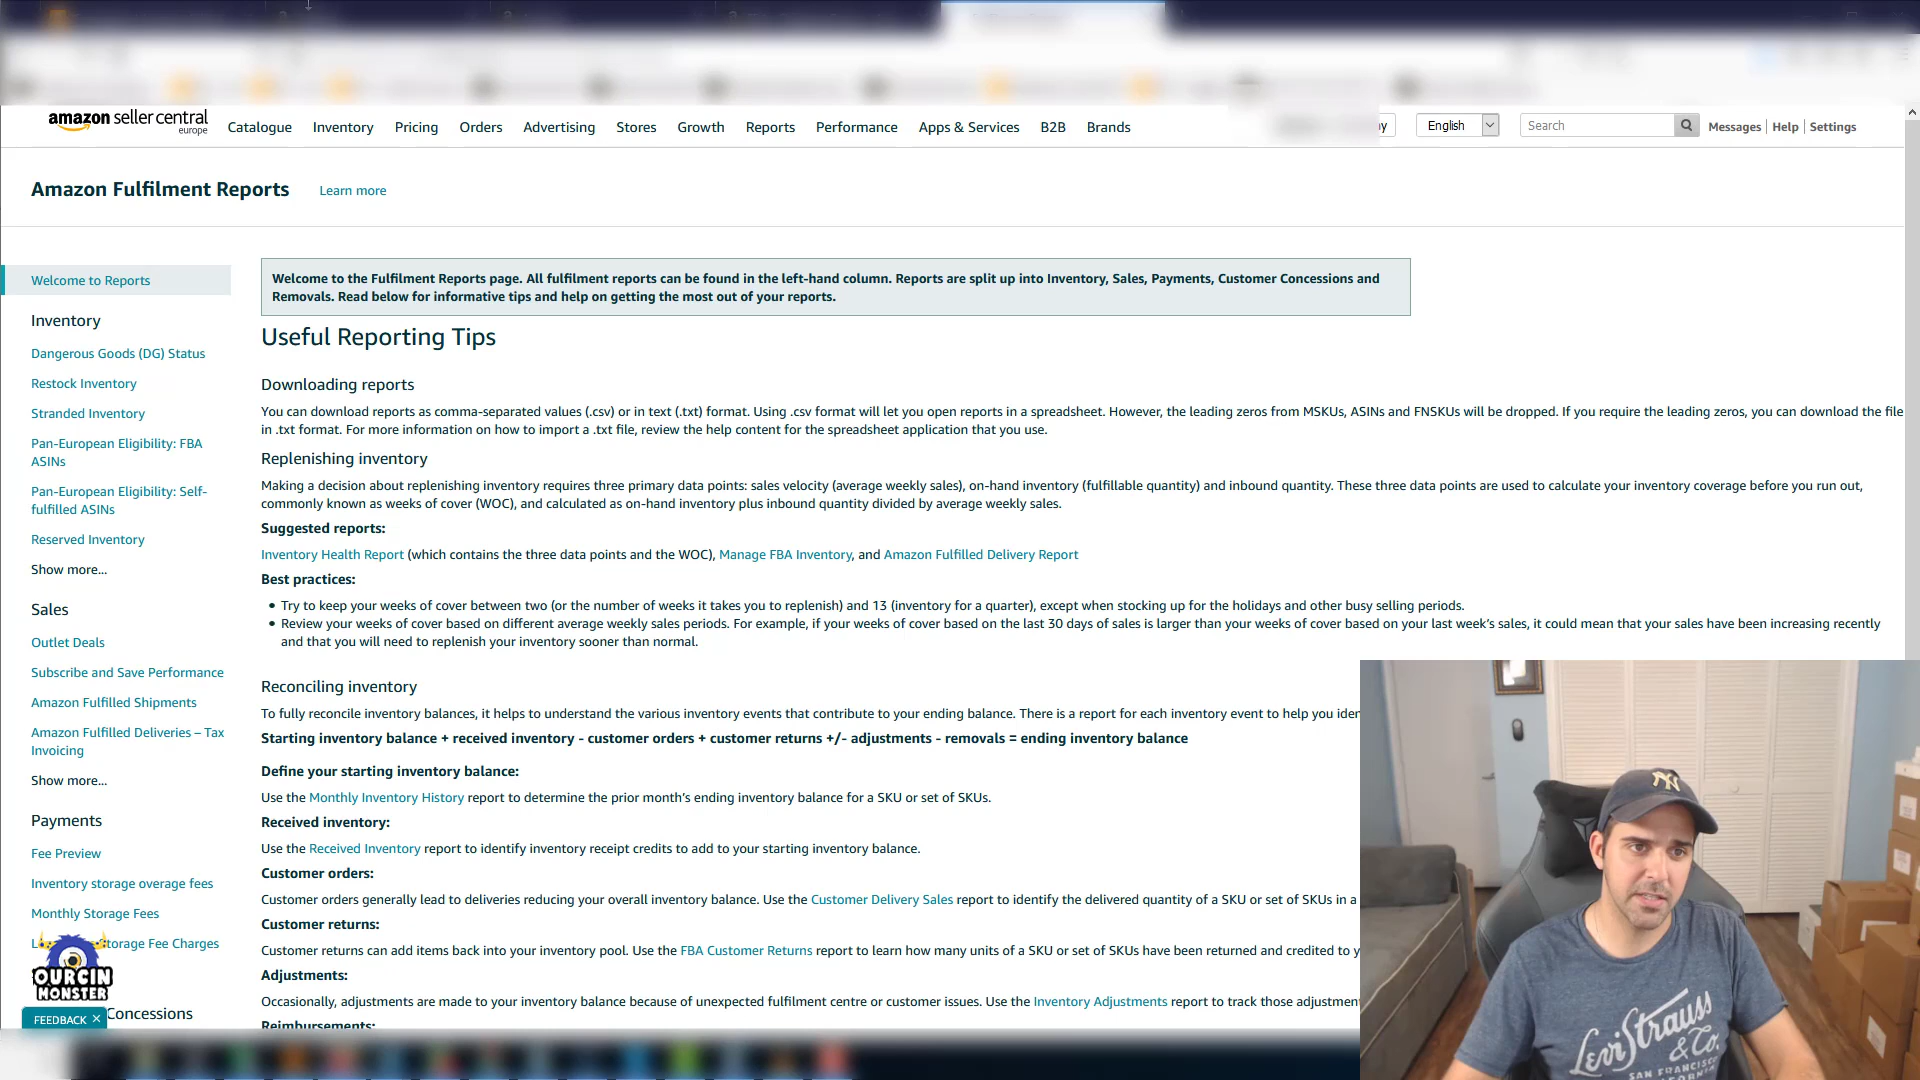 amazon seller central
europe
Catalogue
Inventory
Pricing
Orders
Advertising
Stores
Growth
Reports
Performance
Apps & Services
B2B
Brands
English
Search
Messages
Help
Settings
Amazon Fulfilment Reports
Learn more
Welcome to Reports
Inventory
Dangerous Goods (DG) Status
Restock Inventory
Stranded Inventory
Pan-European Eligibility: FBA
ASINs
Pan-European Eligibility: Self-
fulfilled ASINs
Reserved Inventory
Show more...
Sales
Outlet Deals
Subscribe and Save Performance
Amazon Fulfilled Shipments
Amazon Fulfilled Deliveries – Tax
Invoicing
Show more...
Payments
Fee Preview
Inventory storage overage fees
Monthly Storage Fees
Storage Fee Charges
OURCIN
MONSTER
Concessions
FEEDBACK ×
Welcome to the Fulfilment Reports page. All fulfilment reports can be found in the left-hand column. Reports are split up into Inventory, Sales, Payments, Customer Concessions and
Removals. Read below for informative tips and help on getting the most out of your reports.
Useful Reporting Tips
Downloading reports
You can download reports as comma-separated values (.csv) or in text (.txt) format. Using .csv format will let you open reports in a spreadsheet. However, the leading zeros from MSKUs, ASINs and FNSKUs will be dropped. If you require the leading zeros, you can download the file
in .txt format. For more information on how to import a .txt file, review the help content for the spreadsheet application that you use.
Replenishing inventory
Making a decision about replenishing inventory requires three primary data points: sales velocity (average weekly sales), on-hand inventory (fulfillable quantity) and inbound quantity. These three data points are used to calculate your inventory coverage before you run out,
commonly known as weeks of cover (WOC), and calculated as on-hand inventory plus inbound quantity divided by average weekly sales.
Suggested reports:
Inventory Health Report (which contains the three data points and the WOC), Manage FBA Inventory, and Amazon Fulfilled Delivery Report
Best practices:
• Try to keep your weeks of cover between two (or the number of weeks it takes you to replenish) and 13 (inventory for a quarter), except when stocking up for the holidays and other busy selling periods.
• Review your weeks of cover based on different average weekly sales periods. For example, if your weeks of cover based on the last 30 days of sales is larger than your weeks of cover based on your last week's sales, it could mean that your sales have been increasing recently
and that you will need to replenish your inventory sooner than normal.
Reconciling inventory
To fully reconcile inventory balances, it helps to understand the various inventory events that contribute to your ending balance. There is a report for each inventory event to help you iden
Starting inventory balance + received inventory - customer orders + customer returns +/- adjustments - removals = ending inventory balance
Define your starting inventory balance:
Use the Monthly Inventory History report to determine the prior month's ending inventory balance for a SKU or set of SKUs.
Received inventory:
Use the Received Inventory report to identify inventory receipt credits to add to your starting inventory balance.
Customer orders:
Customer orders generally lead to deliveries reducing your overall inventory balance. Use the Customer Delivery Sales report to identify the delivered quantity of a SKU or set of SKUs in a
Customer returns:
Customer returns can add items back into your inventory pool. Use the FBA Customer Returns report to learn how many units of a SKU or set of SKUs have been returned and credited to y
Adjustments:
Occasionally, adjustments are made to your inventory balance because of unexpected fulfilment centre or customer issues. Use the Inventory Adjustments report to track those adjustmen
Reimbursements:
NY
Levi Strauss
& Co.
SAN FRANCISCO